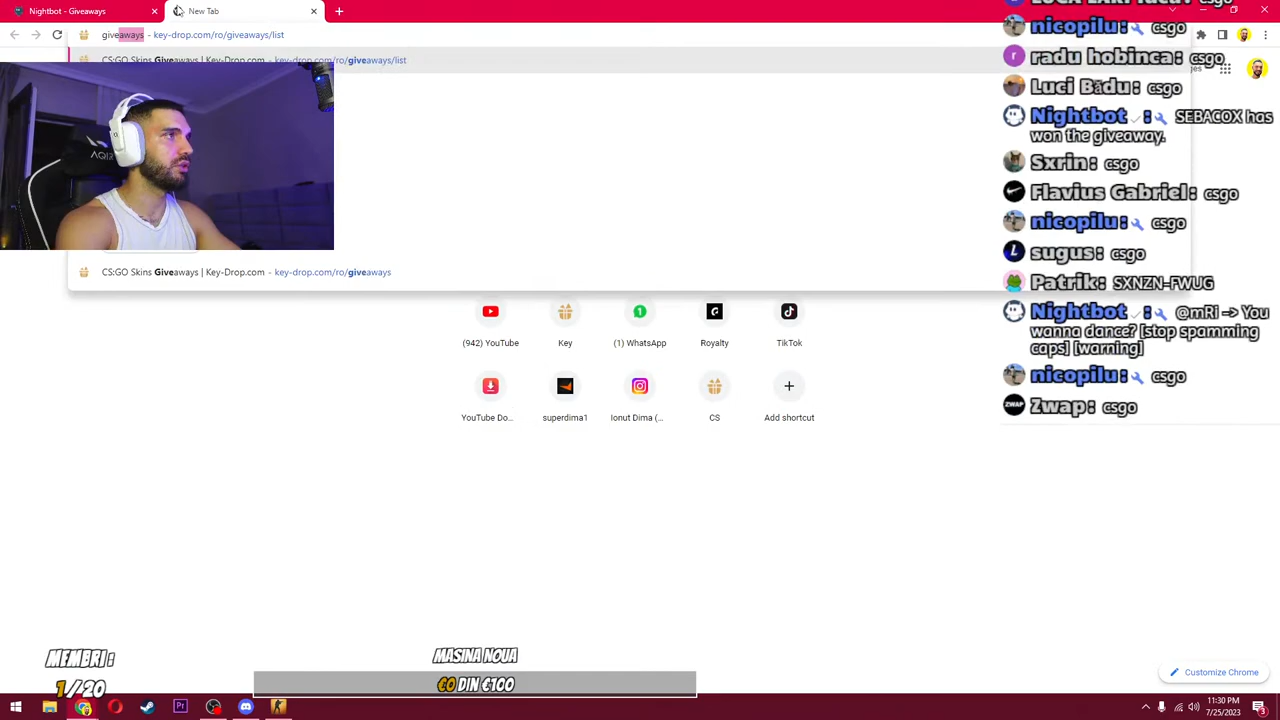 Nightbot - Giveaways
New Tab
giveaways - key-drop.com/ro/giveaways/list
CS:GO Skins Giveaways | Key-Drop.com - key-drop.com/ro/giveaways/list
CS:GO Skins Giveaways | Key-Drop.com - key-drop.com/ro/giveaways
csgo
nicopilu: csgo
radu hobinca: csgo
Luci Bădu: csgo
Nightbot: SEBACOX has
won the giveaway.
Sxrin: csgo
Flavius Gabriel: csgo
nicopilu: csgo
sugus: csgo
Patrik: SXNZN-FWUG
Nightbot: @mRi -> You
wanna dance? [stop spamming
caps] [warning]
nicopilu: csgo
Zwap: csgo
AQIR
(942) YouTube
Key
(1) WhatsApp
Royalty
TikTok
YouTube Do...
superdima1
Ionut Dima (...
CS
Add shortcut
MEMBRI:
1/20
MASINA NOUA
€0 DIN €100
Customize Chrome
11:30 PM
7/25/2023